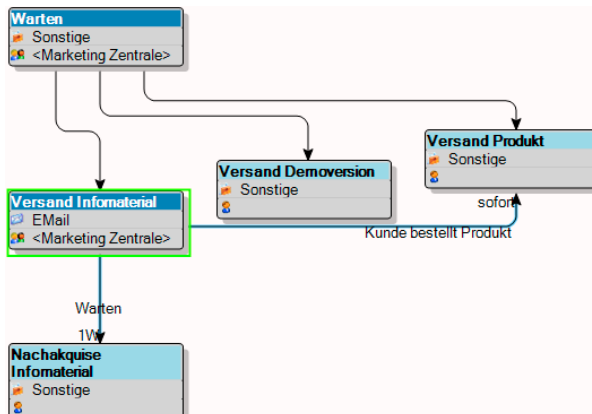 Warten
Sonstige
<Marketing Zentrale>
Versand Produkt
Sonstige
Versand Demoversion
Sonstige
Versand Infomaterial
EMail
<Marketing Zentrale>
sofort
Kunde bestellt Produkt
Warten
1W
Nachakquise
Infomaterial
Sonstige